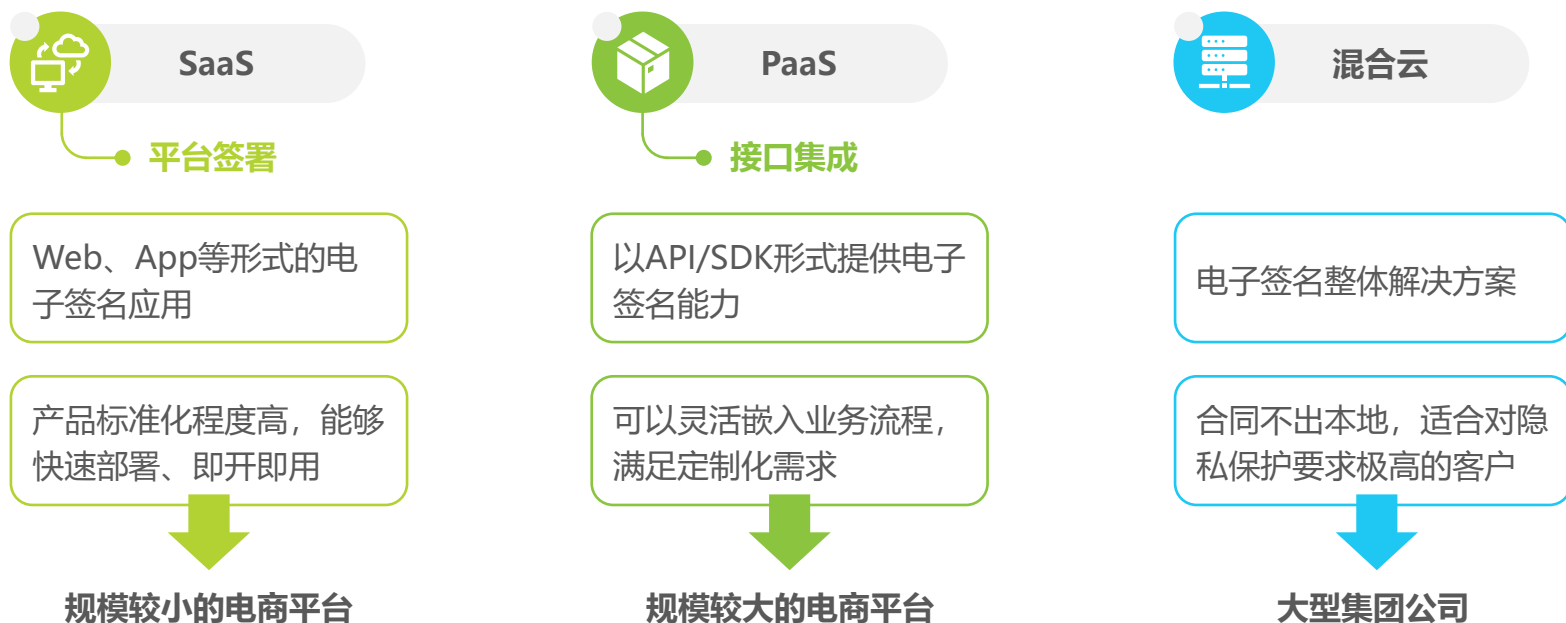 SaaS
平台签署
Web、App等形式的电
子签名应用
产品标准化程度高，能够
快速部署、即开即用
规模较小的电商平台
PaaS
接口集成
以API/SDK形式提供电子
签名能力
可以灵活嵌入业务流程，
满足定制化需求
规模较大的电商平台
混合云
电子签名整体解决方案
合同不出本地，适合对隐
私保护要求极高的客户
大型集团公司